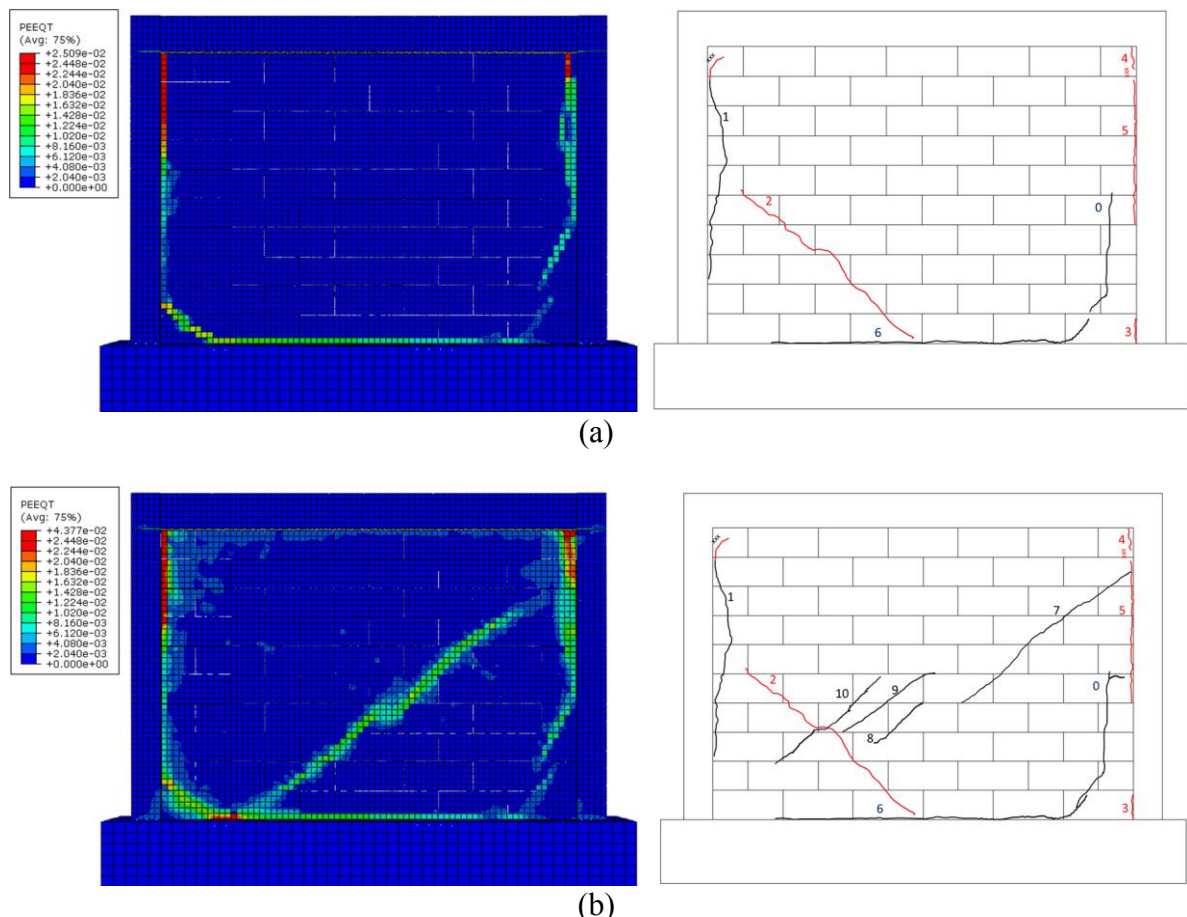 PEEQT
(Avg: 75%)
+2.509e-02
+2.448e-02
+2.244e-02
+2.040e-02
+1.836e-02
+1.632e-02
+1.428e-02
+1.224e-02
+1.020e-02
+8.160e-03
+6.120e-03
+4.080e-03
+2.040e-03
+0.000e+00
xxx
4
xxx
1
5
2
0
6
3
(a)
PEEQT
(Avg: 75%)
+4.377e-02
+2.448e-02
+2.244e-02
+2.040e-02
+1.836e-02
+1.632e-02
+1.428e-02
+1.224e-02
+1.020e-02
+8.160e-03
+6.120e-03
+4.080e-03
+2.040e-03
+0.000e+00
xxx
4
xxx
1
7
5
2
10
9
0
8
6
3
(b)